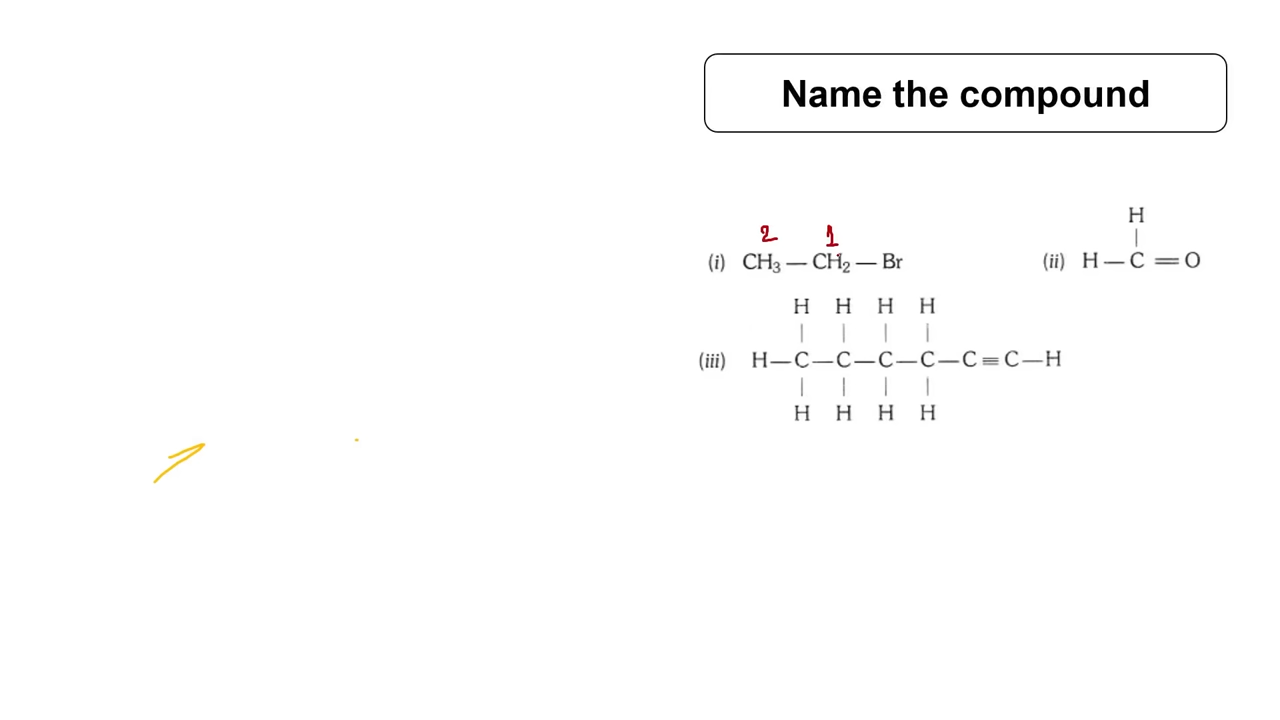 Name the compound
2 1
(i) CH₃—CH₂—Br
H
|
(ii) H—C=O
H H H H
| | | |
(iii) H—C—C—C—C—C≡C—H
| | | |
H H H H